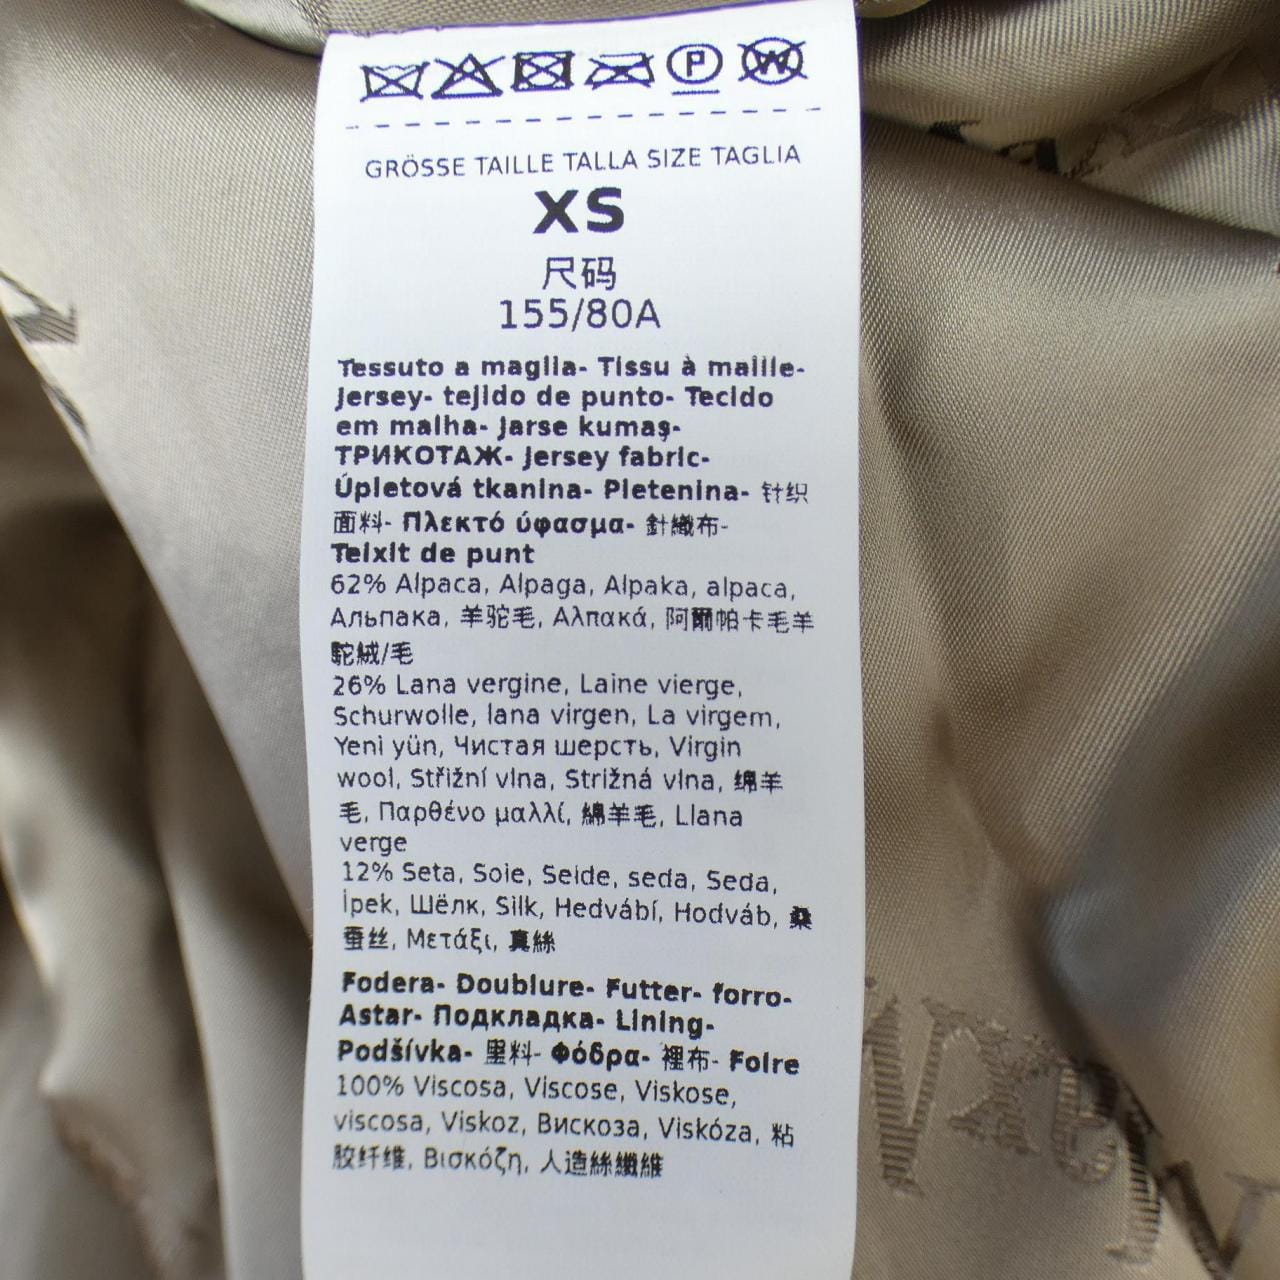 P W
GRÖSSE TAILLE TALLA SIZE TAGLIA
XS
尺码
155/80A
Tessuto a maglia- Tissu à maille-
Jersey- tejido de punto- Tecido
em malha- Jarse kumaş-
ТРИКОТАЖ- Jersey fabric-
Úpletová tkanina- Pletenina- 针织
面料- Πλεκτό ύφασμα- 針織布-
Teixit de punt
62% Alpaca, Alpaga, Alpaka, alpaca,
Альпака, 羊驼毛, Αλπακά, 阿爾帕卡毛羊
駝絨/毛
26% Lana vergine, Laine vierge,
Schurwolle, lana virgen, La virgem,
Yeni yün, Чистая шерсть, Virgin
wool, Střižní vlna, Strižná vlna, 绵羊
毛, Παρθένο μαλλί, 綿羊毛, Llana
verge
12% Seta, Soie, Seide, seda, Seda,
İpek, Шёлк, Silk, Hedvábí, Hodváb, 桑
蚕丝, Μετάξι, 真絲
Fodera- Doublure- Futter- forro-
Astar- Подкладка- Lining-
Podšívka- 里料- Φόδρα- 裡布- Folre
100% Viscosa, Viscose, Viskose,
viscosa, Viskoz, Вискоза, Viskóza, 粘
胶纤维, Βισκόζη, 人造絲纖維